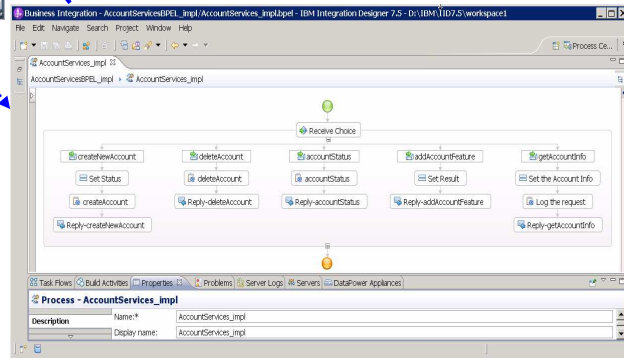 Business Integration - AccountServicesBPEL_impl/AccountServices_impl.bpel - IBM Integration Designer 7.5 - D:\IBM\IID7.5\workspace1
File Edit Navigate Search Project Window Help
Process Ce...
AccountServices_impl
AccountServicesBPEL_impl AccountServices_impl
Receive Choice
createNewAccount deleteAccount accountStatus addAccountFeature getAccountInfo
Set Status deleteAccount accountStatus Set Result Set the Account Info
createAccount Reply-deleteAccount Reply-accountStatus Reply-addAccountFeature Log the request
Reply-createNewAccount Reply-getAccountInfo
Task Flows Build Activities Properties Problems Server Logs Servers DataPower Appliances
Process - AccountServices_impl
Description Name:* AccountServices_impl
Display name: AccountServices_impl